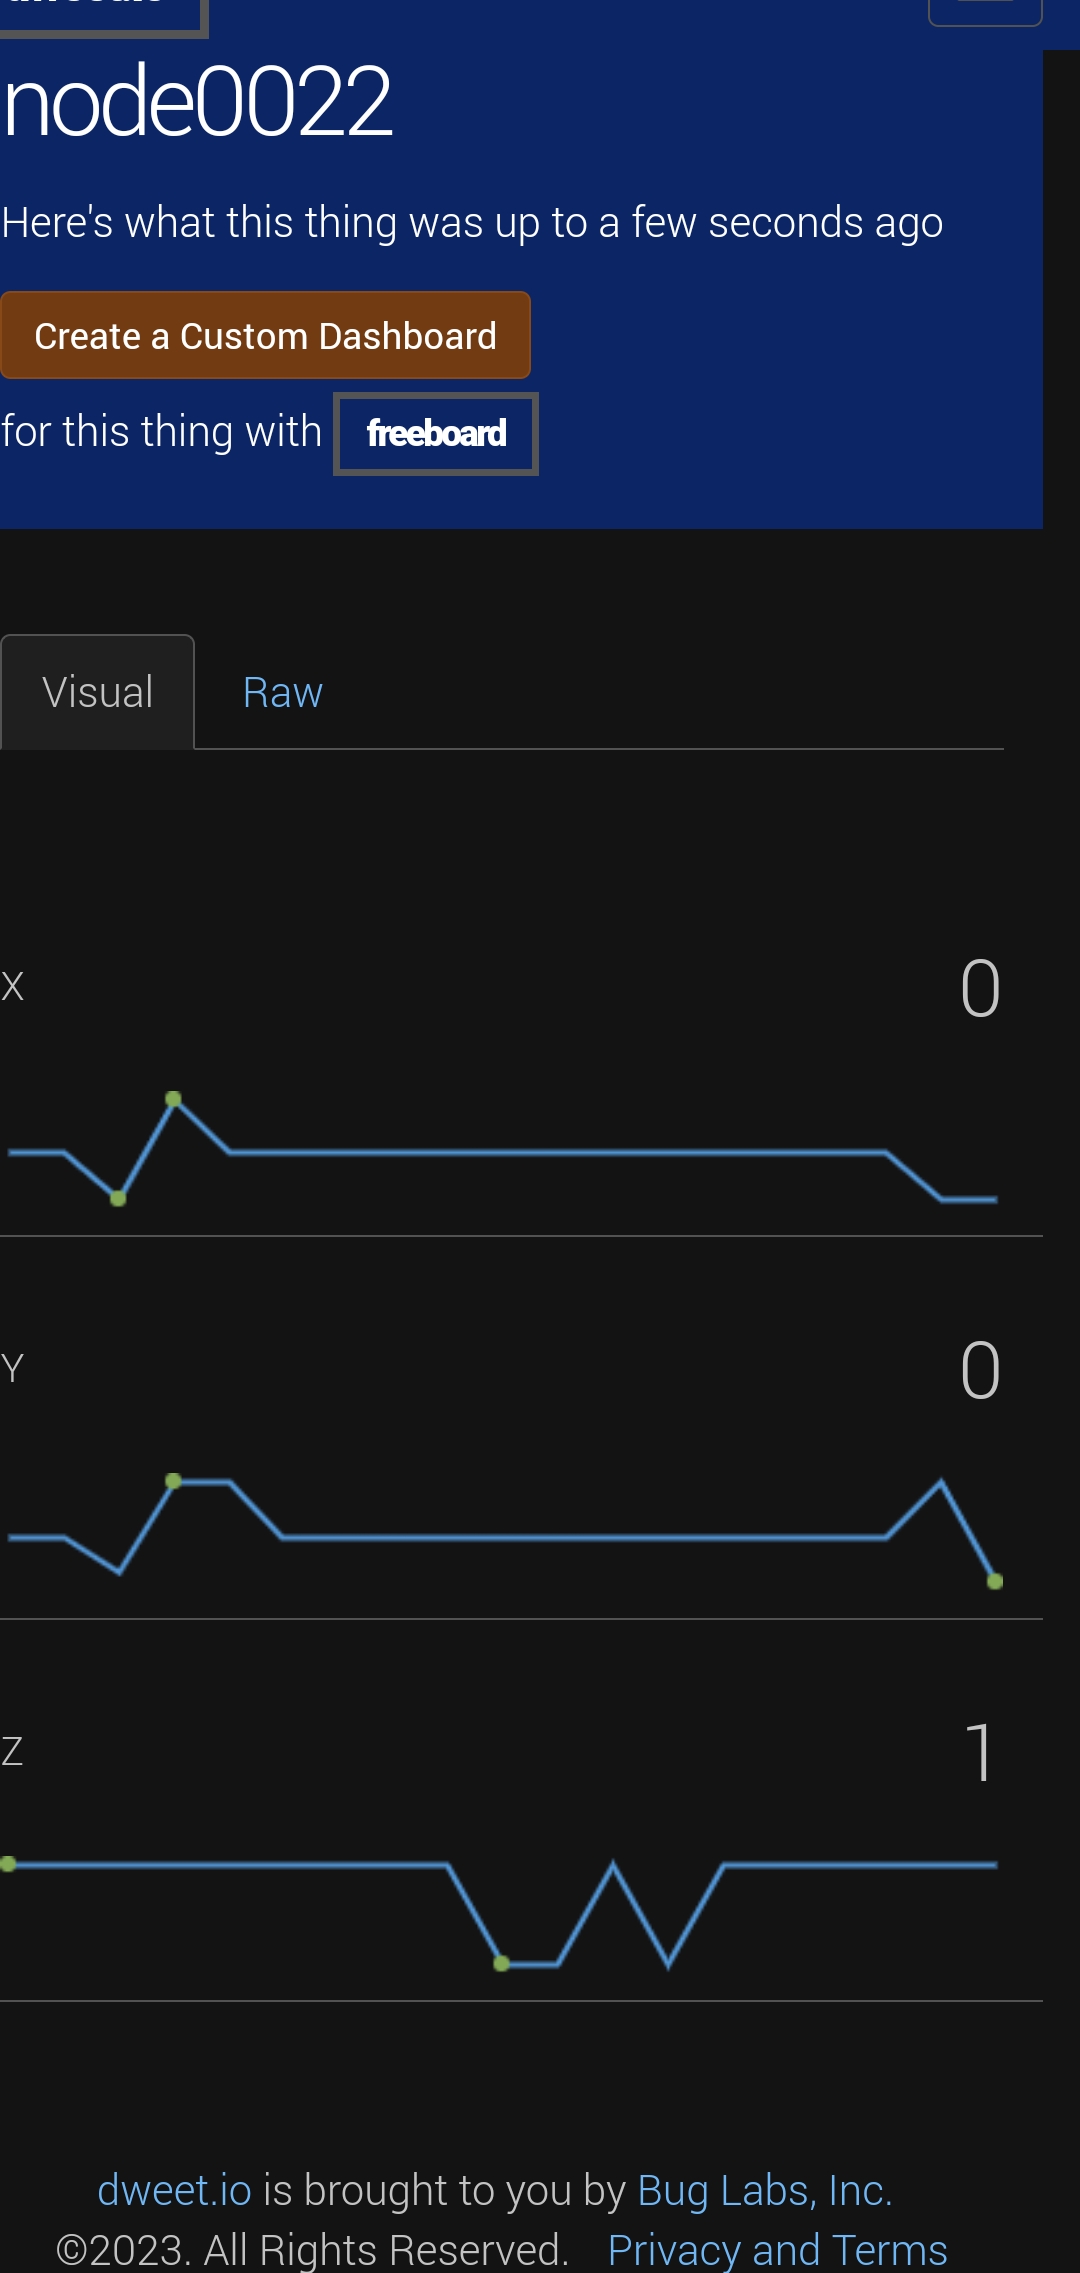 node0022
Here's what this thing was up to a few seconds ago
Create a Custom Dashboard
for this thing with freeboard
Visual Raw
X 0
Y 0
Z 1
dweet.io is brought to you by Bug Labs, Inc.
©2023. All Rights Reserved. Privacy and Terms